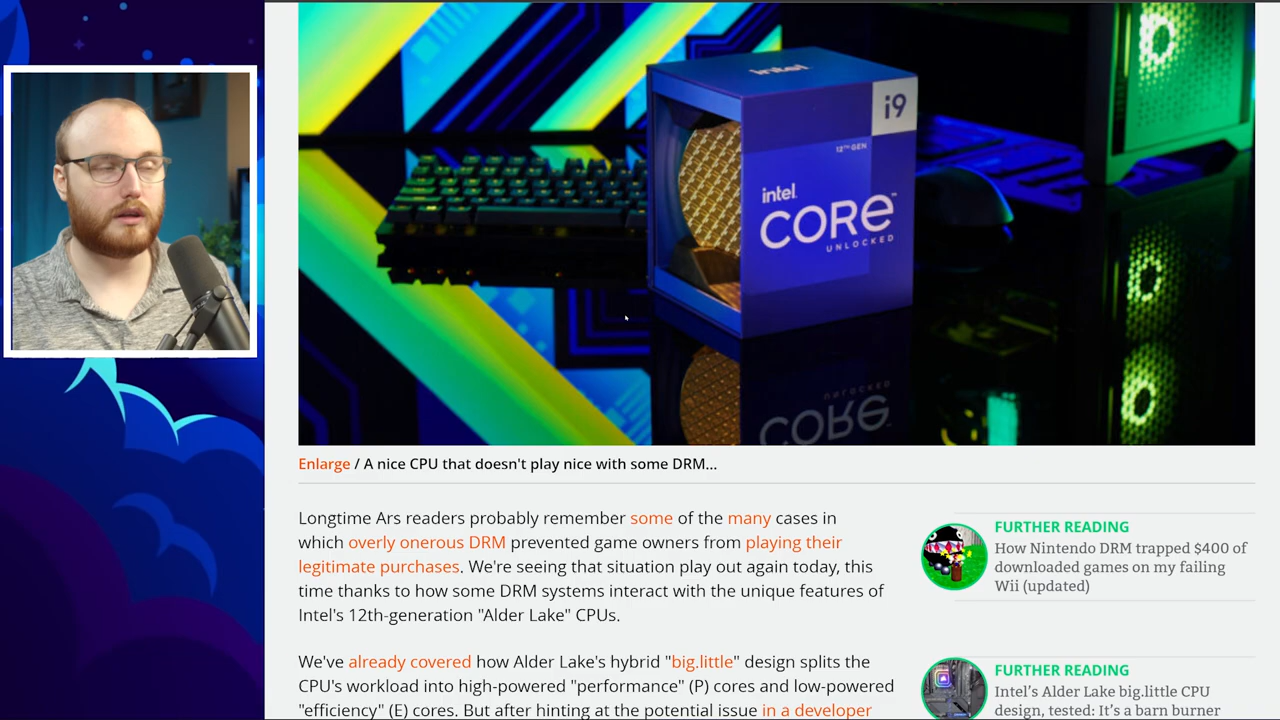 intel
i9
12TH GEN
intel.
CORE™
UNLOCKED
UNLOCKED
CORE
Enlarge / A nice CPU that doesn't play nice with some DRM...
Longtime Ars readers probably remember some of the many cases in
which overly onerous DRM prevented game owners from playing their
legitimate purchases. We're seeing that situation play out again today, this
time thanks to how some DRM systems interact with the unique features of
Intel's 12th-generation "Alder Lake" CPUs.
We've already covered how Alder Lake's hybrid "big.little" design splits the
CPU's workload into high-powered "performance" (P) cores and low-powered
"efficiency" (E) cores. But after hinting at the potential issue in a developer
FURTHER READING
How Nintendo DRM trapped $400 of
downloaded games on my failing
Wii (updated)
FURTHER READING
Intel's Alder Lake big.little CPU
design, tested: It's a barn burner